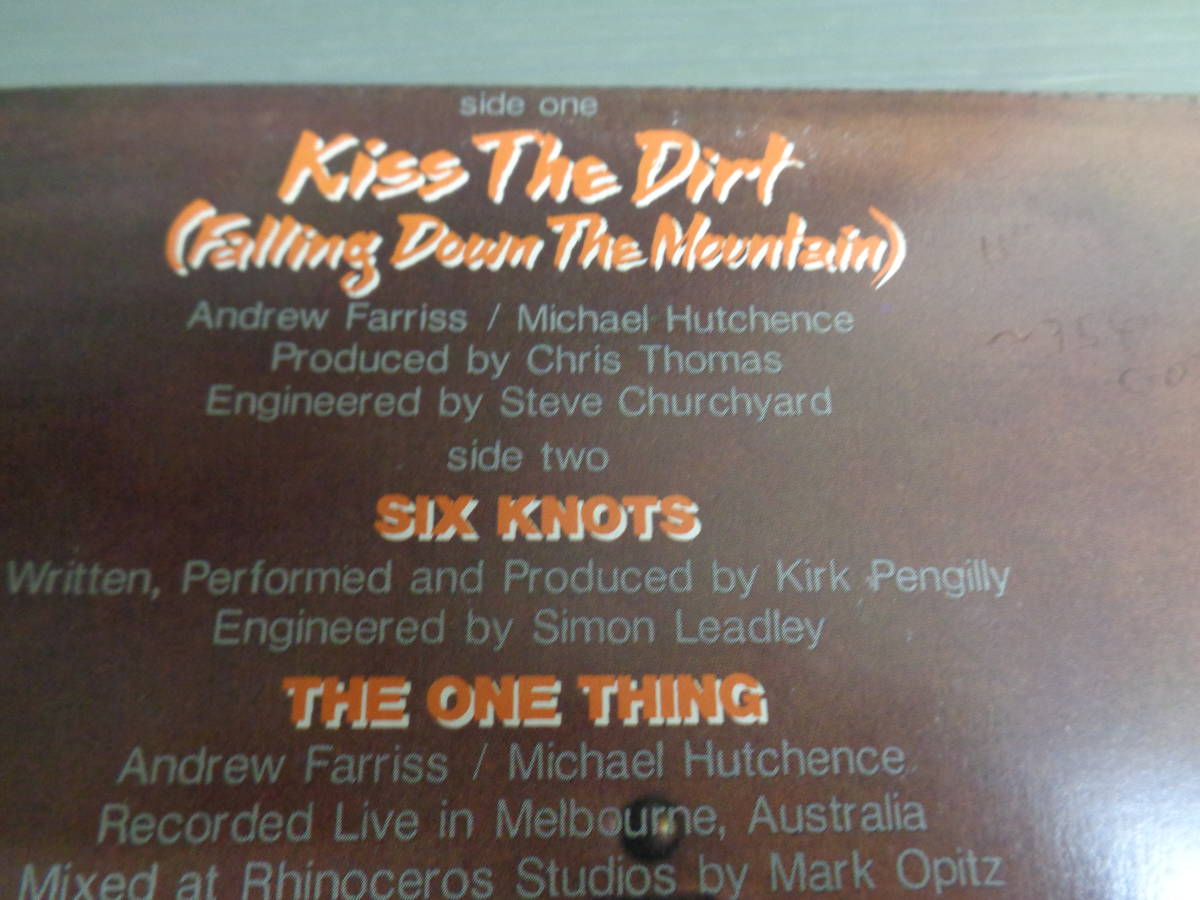 side one
Kiss The Dirt
(Falling Down The Mountain)
Andrew Farriss / Michael Hutchence
Produced by Chris Thomas
Engineered by Steve Churchyard
side two
SIX KNOTS
Written, Performed and Produced by Kirk Pengilly
Engineered by Simon Leadley
THE ONE THING
Andrew Farriss / Michael Hutchence
Recorded Live in Melbourne, Australia
Mixed at Rhinoceros Studios by Mark Opitz